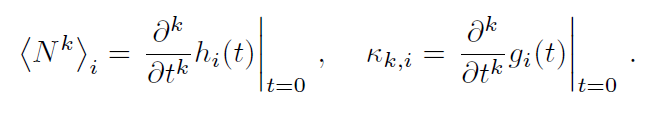 ⟨N^k⟩_i = ∂^k/∂t^k h_i(t)|_{t=0} , κ_{k,i} = ∂^k/∂t^k g_i(t)|_{t=0} .